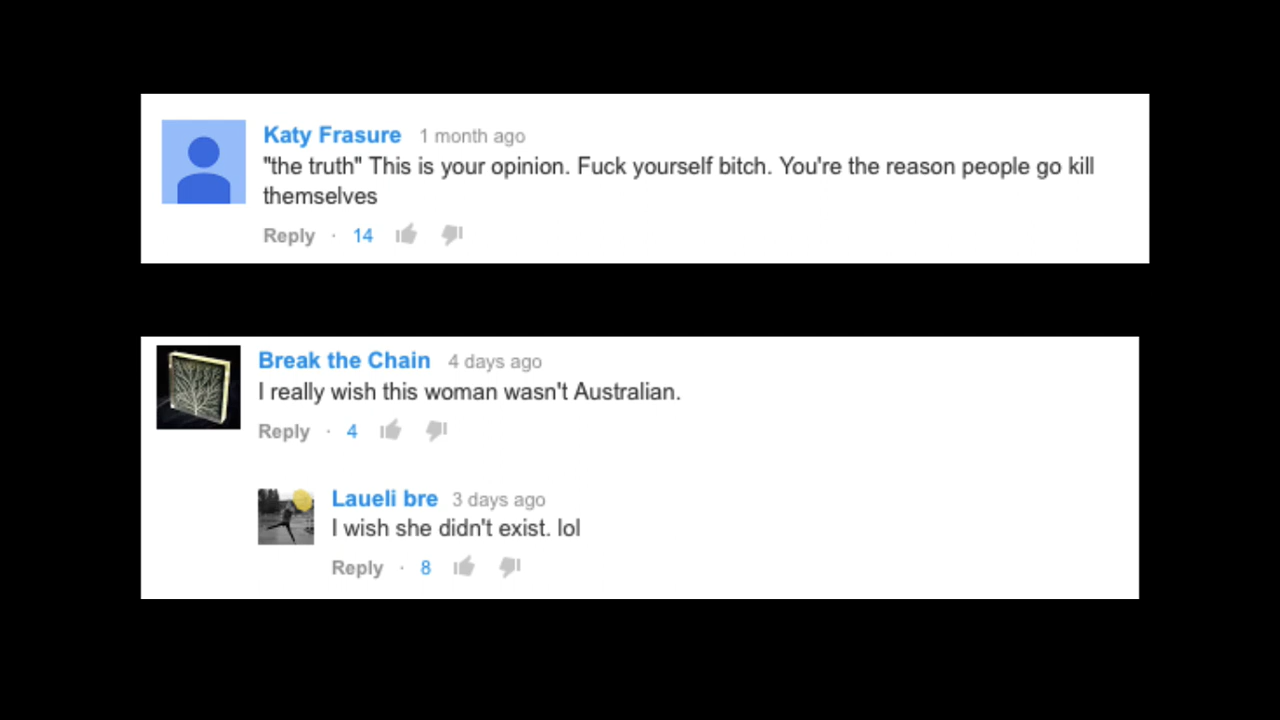 Katy Frasure 1 month ago
"the truth" This is your opinion. Fuck yourself bitch. You're the reason people go kill
themselves
Reply · 14
Break the Chain 4 days ago
I really wish this woman wasn't Australian.
Reply · 4
Laueli bre 3 days ago
I wish she didn't exist. lol
Reply · 8